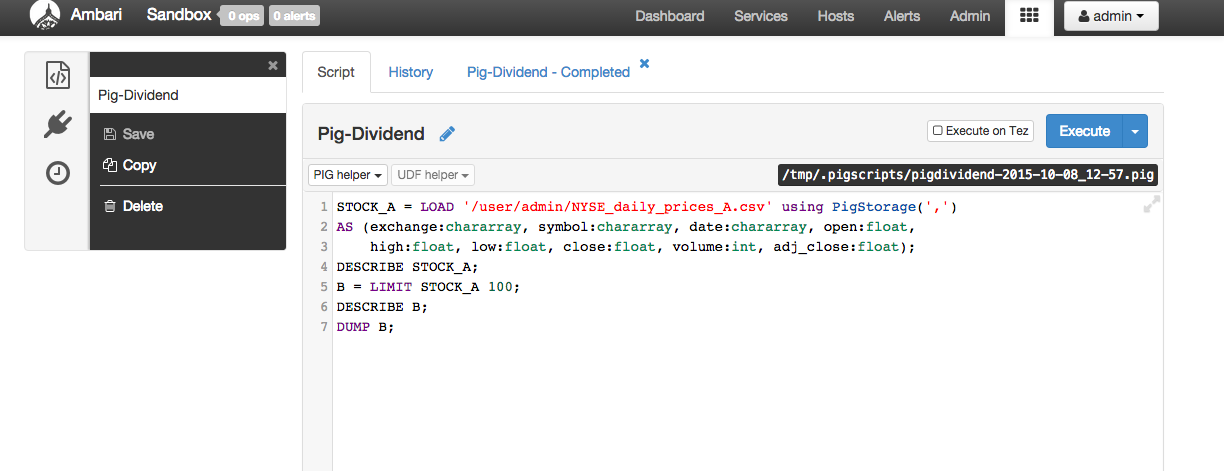 Ambari Sandbox 0 ops 0 alerts Dashboard Services Hosts Alerts Admin admin
Script History Pig-Dividend - Completed
Pig-Dividend
Save
Copy
Delete
Pig-Dividend Execute on Tez Execute
PIG helper UDF helper /tmp/.pigscripts/pigdividend-2015-10-08_12-57.pig
1 STOCK_A = LOAD '/user/admin/NYSE_daily_prices_A.csv' using PigStorage(',')
2 AS (exchange:chararray, symbol:chararray, date:chararray, open:float,
3 high:float, low:float, close:float, volume:int, adj_close:float);
4 DESCRIBE STOCK_A;
5 B = LIMIT STOCK_A 100;
6 DESCRIBE B;
7 DUMP B;